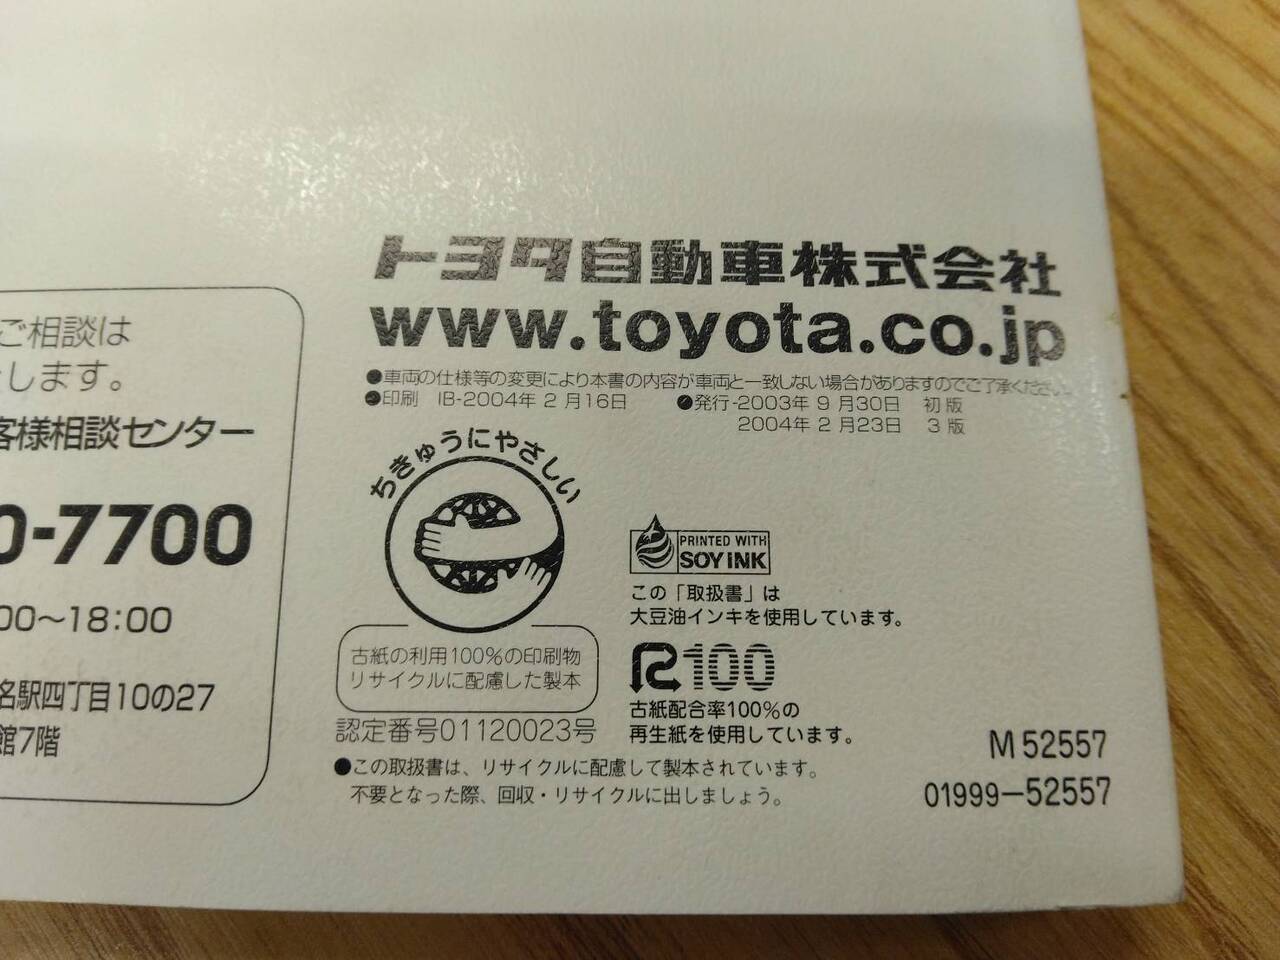 ご相談は
します。
客様相談センター
0-7700
00〜18:00
名駅四丁目10の27
館7階
トヨタ自動車株式会社
www.toyota.co.jp
●車両の仕様等の変更により本書の内容が車両と一致しない場合がありますのでご了承ください。
●印刷 IB-2004年 2 月16日 ●発行-2003年 9 月30日 初版
2004年 2 月23日 3 版
ちきゅうにやさしい
古紙の利用100%の印刷物
リサイクルに配慮した製本
認定番号01120023号
PRINTED WITH
SOY INK
この「取扱書」は
大豆油インキを使用しています。
R100
古紙配合率100%の
再生紙を使用しています。
●この取扱書は、リサイクルに配慮して製本されています。
不要となった際、回収・リサイクルに出しましょう。
M 52557
01999-52557